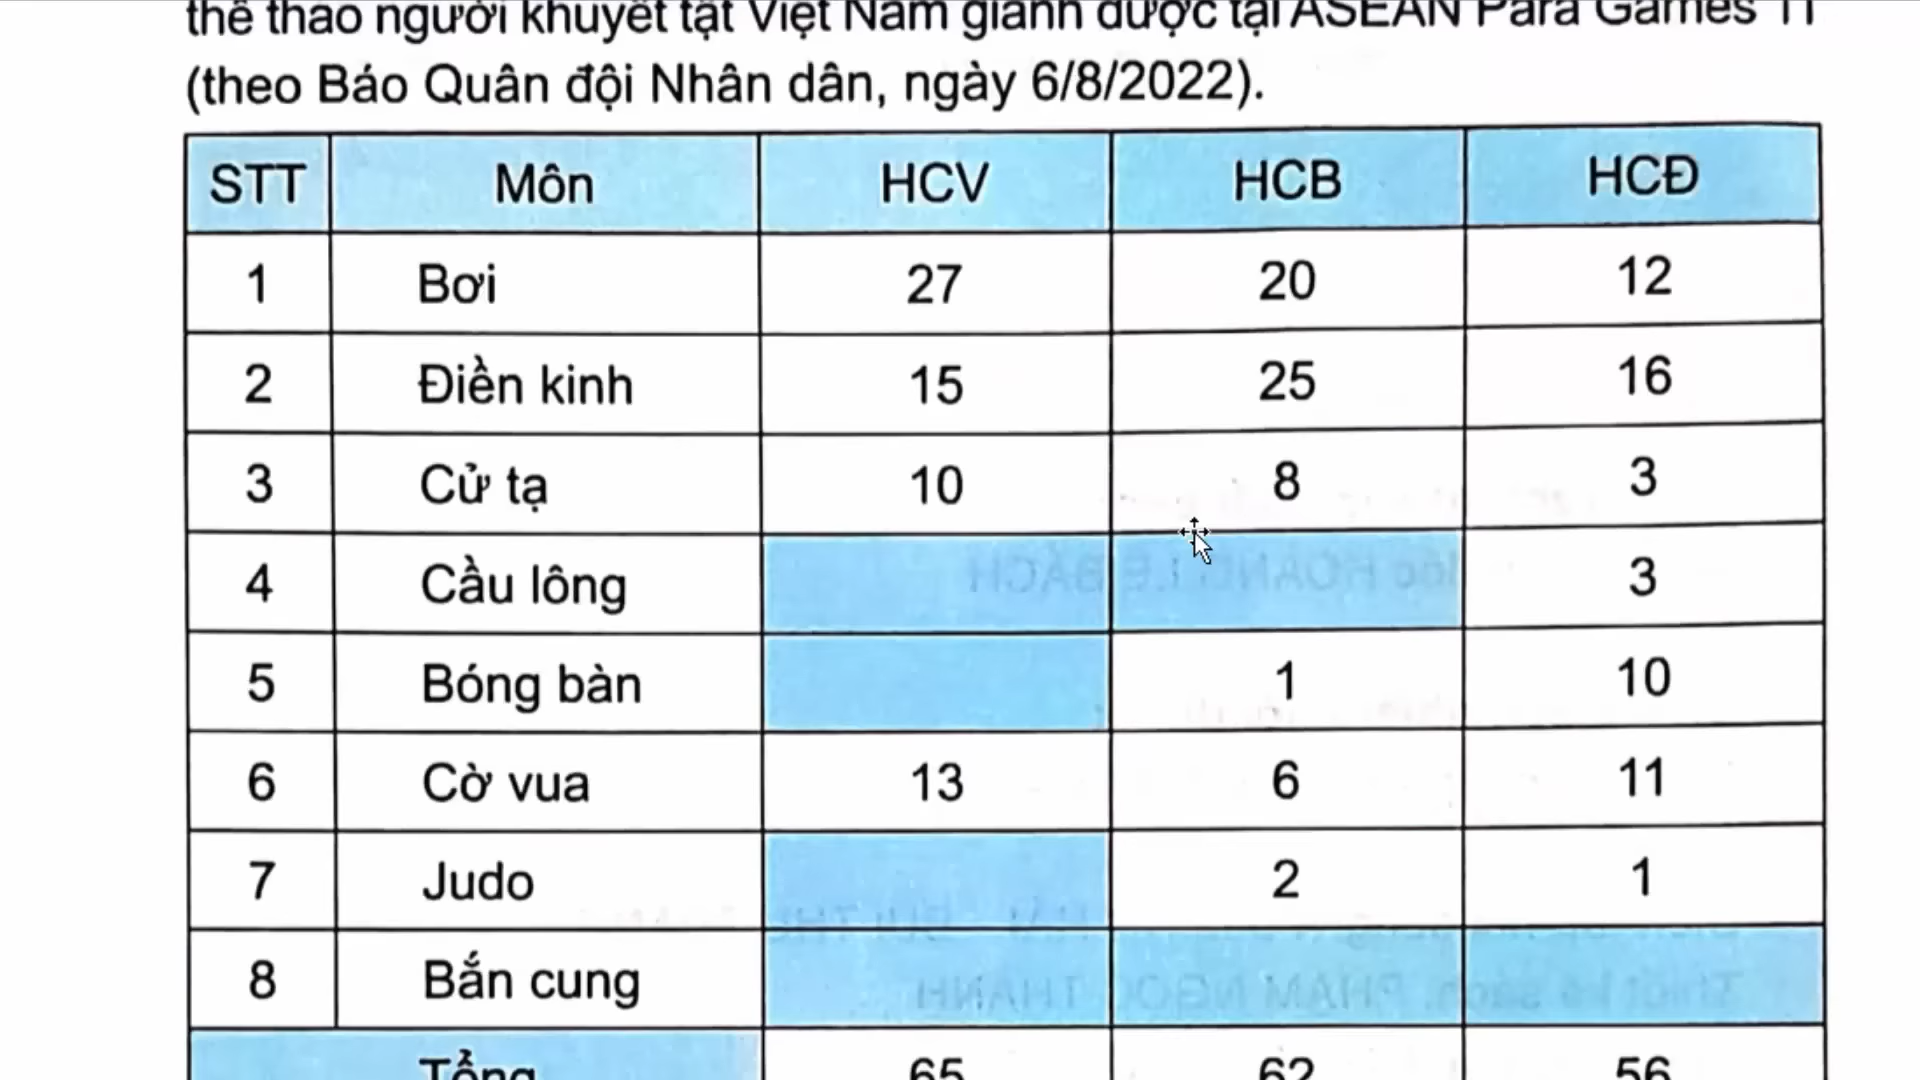 thể thao người khuyết tật Việt Nam giành được tại ASEAN Para Games 11
(theo Báo Quân đội Nhân dân, ngày 6/8/2022).
STT Môn HCV HCB HCĐ
1 Bơi 27 20 12
2 Điền kinh 15 25 16
3 Cử tạ 10 8 3
4 Cầu lông 3
5 Bóng bàn 1 10
6 Cờ vua 13 6 11
7 Judo 2 1
8 Bắn cung
Tổng 65 62 56